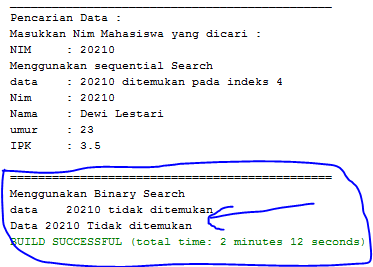 Pencarian Data :
Masukkan Nim Mahasiswa yang dicari :
NIM     : 20210
Menggunakan sequential Search
data    : 20210 ditemukan pada indeks 4
Nim     : 20210
Nama    : Dewi Lestari
umur    : 23
IPK     : 3.5
==============================================
Menggunakan Binary Search
data    20210 tidak ditemukan
Data 20210 Tidak ditemukan
BUILD SUCCESSFUL (total time: 2 minutes 12 seconds)